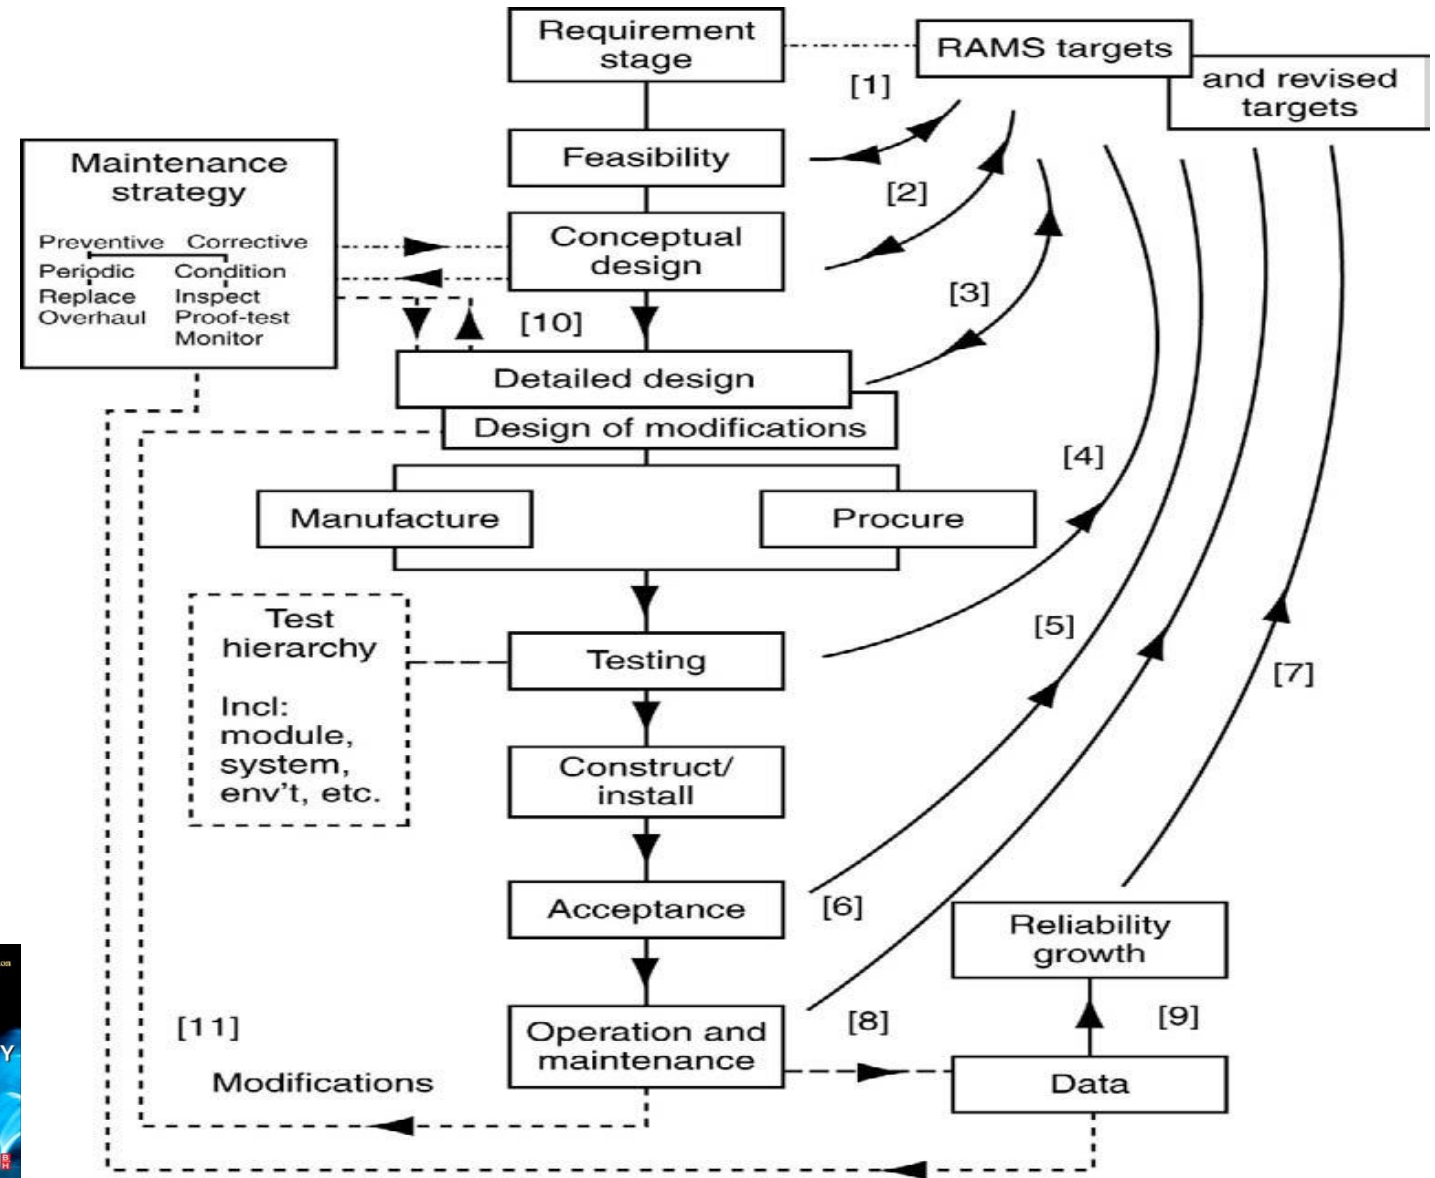 Requirement
stage
RAMS targets
and revised
targets
[1]
Feasibility
Maintenance
strategy
Preventive Corrective
Periodic Condition
Replace Inspect
Overhaul Proof-test
Monitor
[2]
Conceptual
design
[3]
[10]
Detailed design
Design of modifications
[4]
Manufacture
Procure
Test
hierarchy
Incl:
module,
system,
env't, etc.
Testing
[5]
[7]
Construct/
install
Acceptance
[6]
Reliability
growth
[11]
Operation and
maintenance
[8]
[9]
Modifications
Data
on
Y
B
H